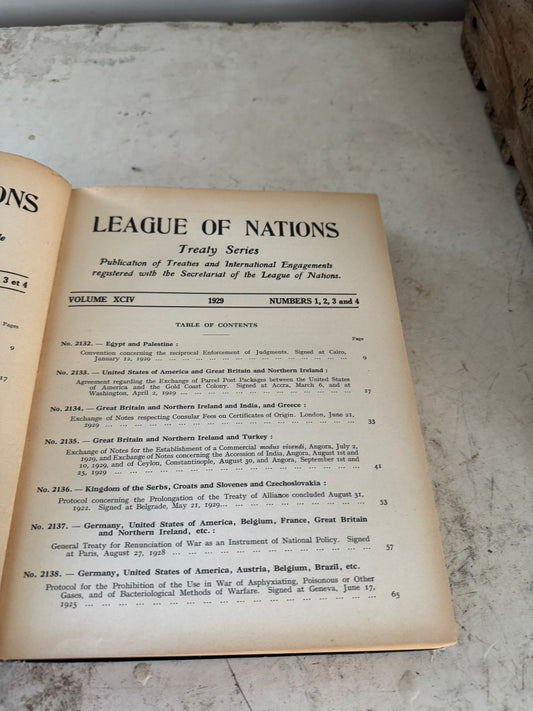 ONS
le
3 et 4
Pages
9
17
LEAGUE OF NATIONS
Treaty Series
Publication of Treaties and International Engagements
registered with the Secretariat of the League of Nations.
VOLUME XCIV 1929 NUMBERS 1, 2, 3 and 4
TABLE OF CONTENTS
Page
No. 2132. — Egypt and Palestine :
Convention concerning the reciprocal Enforcement of Judgments. Signed at Cairo,
January 12, 1929 ... ... ... ... ... ... ... ... ... ... ... ... 9
No. 2133. — United States of America and Great Britain and Northern Ireland :
Agreement regarding the Exchange of Parcel Post Packages between the United States
of America and the Gold Coast Colony. Signed at Accra, March 6, and at
Washington, April 2, 1929 ... ... ... ... ... ... ... ... ... ... 17
No. 2134. — Great Britain and Northern Ireland and India, and Greece :
Exchange of Notes respecting Consular Fees on Certificates of Origin. London, June 21,
1929 ... ... ... ... ... ... ... ... ... ... ... ... ... ... 33
No. 2135. — Great Britain and Northern Ireland and Turkey :
Exchange of Notes for the Establishment of a Commercial modus vivendi, Angora, July 2,
1929, and Exchange of Notes concerning the Accession of India, Angora, August 1st and
10, 1929, and of Ceylon, Constantinople, August 30, and Angora, September 1st and
25, 1929 ... ... ... ... ... ... ... ... ... ... ... ... ... 41
No. 2136. — Kingdom of the Serbs, Croats and Slovenes and Czechoslovakia :
Protocol concerning the Prolongation of the Treaty of Alliance concluded August 31,
1922. Signed at Belgrade, May 21, 1929... ... ... ... ... ... ... ... 53
No. 2137. — Germany, United States of America, Belgium, France, Great Britain
and Northern Ireland, etc. :
General Treaty for Renunciation of War as an Instrument of National Policy. Signed
at Paris, August 27, 1928 ... ... ... ... ... ... ... ... ... ... 57
No. 2138. — Germany, United States of America, Austria, Belgium, Brazil, etc.
Protocol for the Prohibition of the Use in War of Asphyxiating, Poisonous or Other
Gases, and of Bacteriological Methods of Warfare. Signed at Geneva, June 17,
1925 ... ... ... ... ... ... ... ... ... ... ... ... ... ... 65